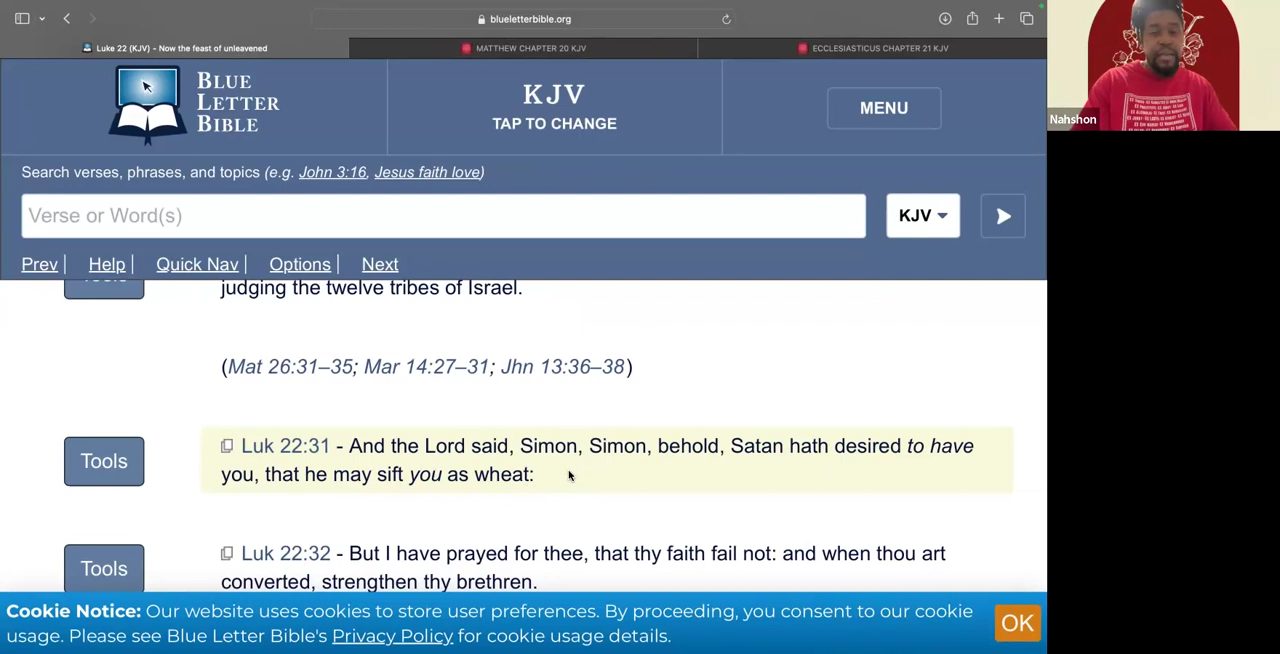 blueletterbible.org
Luke 22 (KJV) - Now the feast of unleavened
MATTHEW CHAPTER 20 KJV
ECCLESIASTICUS CHAPTER 21 KJV
BLUE
LETTER
BIBLE
KJV
TAP TO CHANGE
MENU
Nahshon
Search verses, phrases, and topics (e.g. John 3:16, Jesus faith love)
Verse or Word(s)
KJV
Prev | Help | Quick Nav | Options | Next
Tools
judging the twelve tribes of Israel.
(Mat 26:31–35; Mar 14:27–31; Jhn 13:36–38)
Tools
Luk 22:31 - And the Lord said, Simon, Simon, behold, Satan hath desired to have
you, that he may sift you as wheat:
Tools
Luk 22:32 - But I have prayed for thee, that thy faith fail not: and when thou art
converted, strengthen thy brethren.
Cookie Notice: Our website uses cookies to store user preferences. By proceeding, you consent to our cookie
usage. Please see Blue Letter Bible's Privacy Policy for cookie usage details.
OK